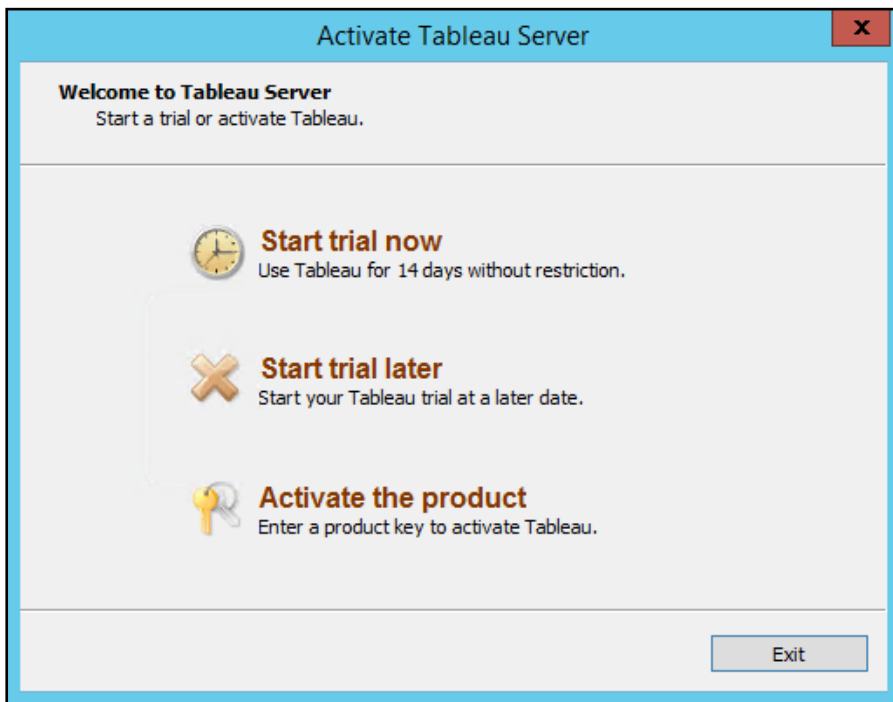 Activate Tableau Server
x
Welcome to Tableau Server
Start a trial or activate Tableau.
Start trial now
Use Tableau for 14 days without restriction.
Start trial later
Start your Tableau trial at a later date.
Activate the product
Enter a product key to activate Tableau.
Exit